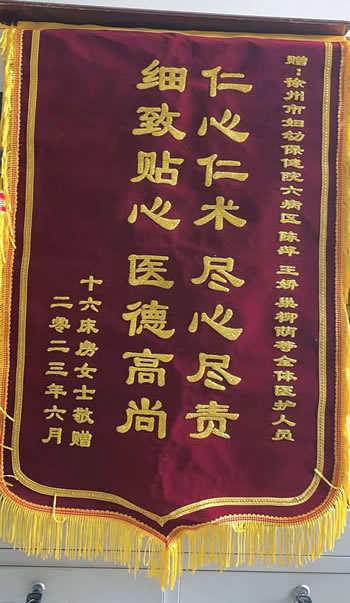 赠：徐州市妇幼保健院六病区 陈婷 王娇 巢柳荫等全体医护人员
仁心仁术 尽心尽责
细致贴心 医德高尚
十六床房女士敬赠
二零二三年六月